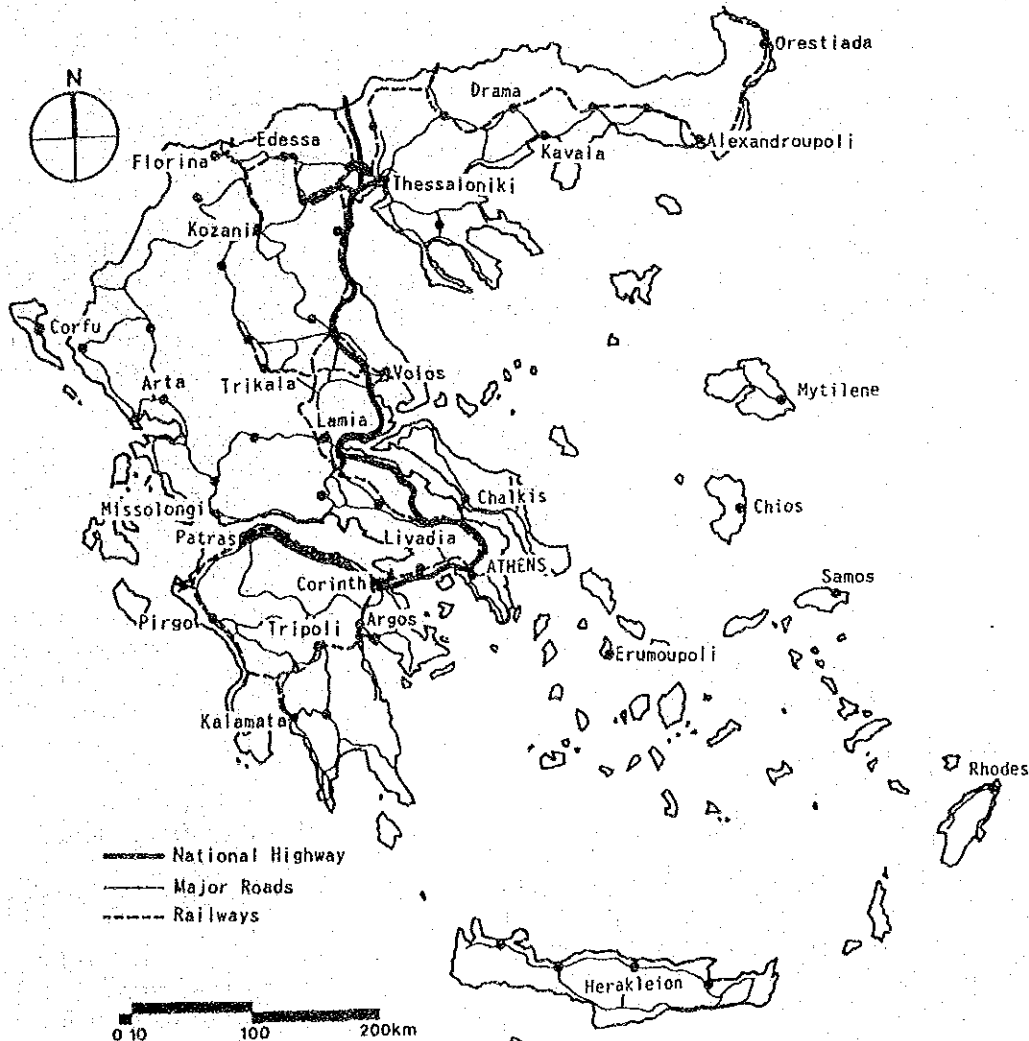 Orestiada
N
Drama
Edessa
Florina
Kavala
Alexandroupoli
Thessaloniki
Kozani
Corfu
Arta
Trikala
Volos
Mytilene
Lamia
Chalkis
Chios
Missolongi
Patras
Livadia
ATHENS
Corinth
Samos
Pirgo
Tripoli
Argos
Erumoupoli
Kalamata
Rhodes
National Highway
Major Roads
Railways
Herakleion
0 10 100 200km